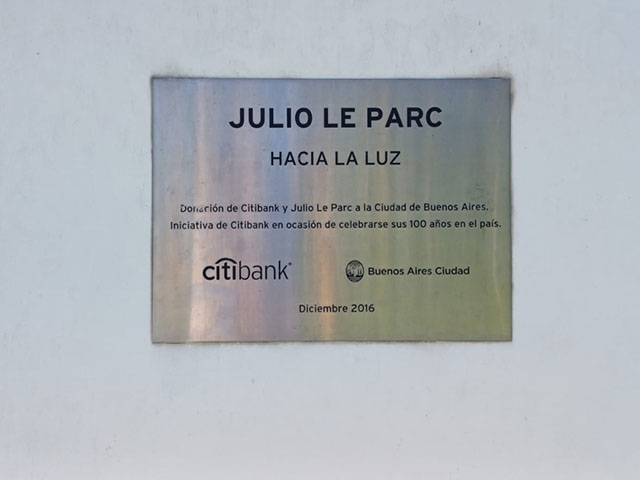 JULIO LE PARC
HACIA LA LUZ
Donación de Citibank y Julio Le Parc a la Ciudad de Buenos Aires.
Iniciativa de Citibank en ocasión de celebrarse sus 100 años en el país.
citibank®
Buenos Aires Ciudad
Diciembre 2016